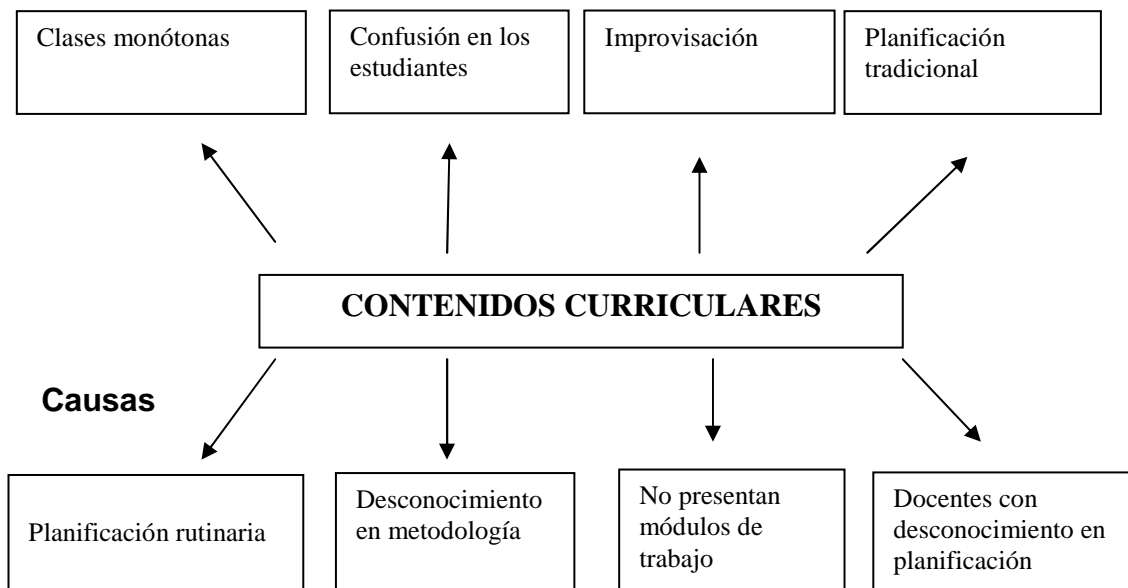 Clases monótonas
Confusión en los
estudiantes
Improvisación
Planificación
tradicional
CONTENIDOS CURRICULARES
Causas
Planificación rutinaria
Desconocimiento
en metodología
No presentan
módulos de
trabajo
Docentes con
desconocimiento en
planificación